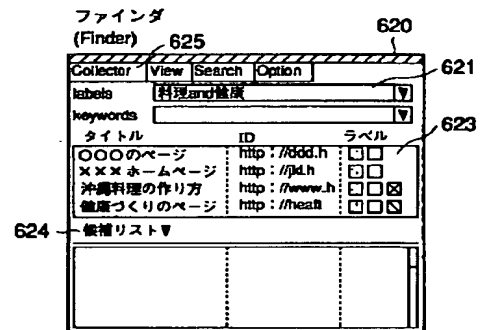 ファインダ
(Finder)
620
625
Collector View Search Option
621
labels 料理and健康
keywords
タイトル ID ラベル
623
〇〇〇のページ http://ddd.h
×××ホームページ http://jkl.h
沖縄料理の作り方 http://www.h
健康づくりのページ http://healt
624 候補リスト▼